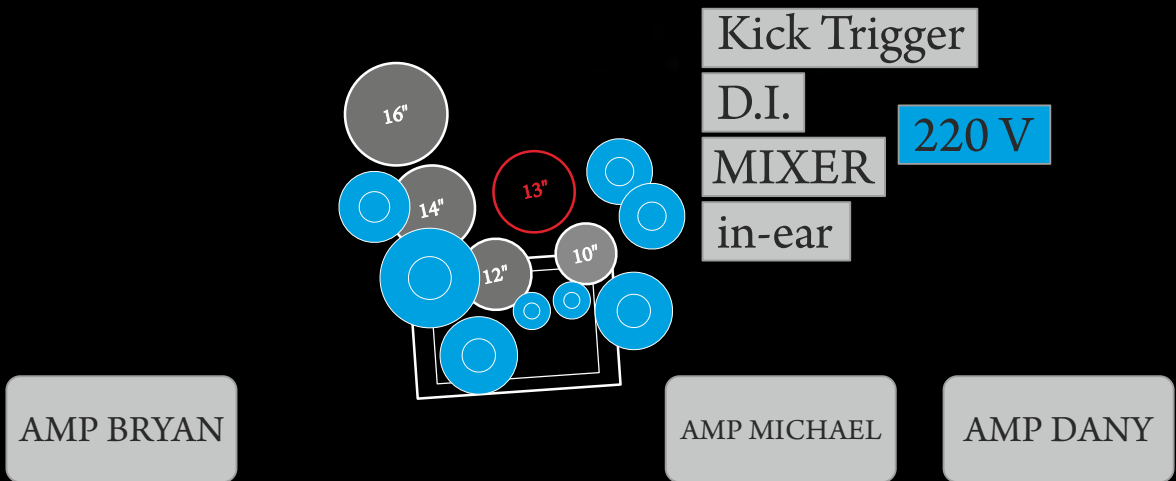 Kick Trigger
D.I.
220 V
MIXER
in-ear
16"
14"
13"
12"
10"
AMP BRYAN
AMP MICHAEL
AMP DANY